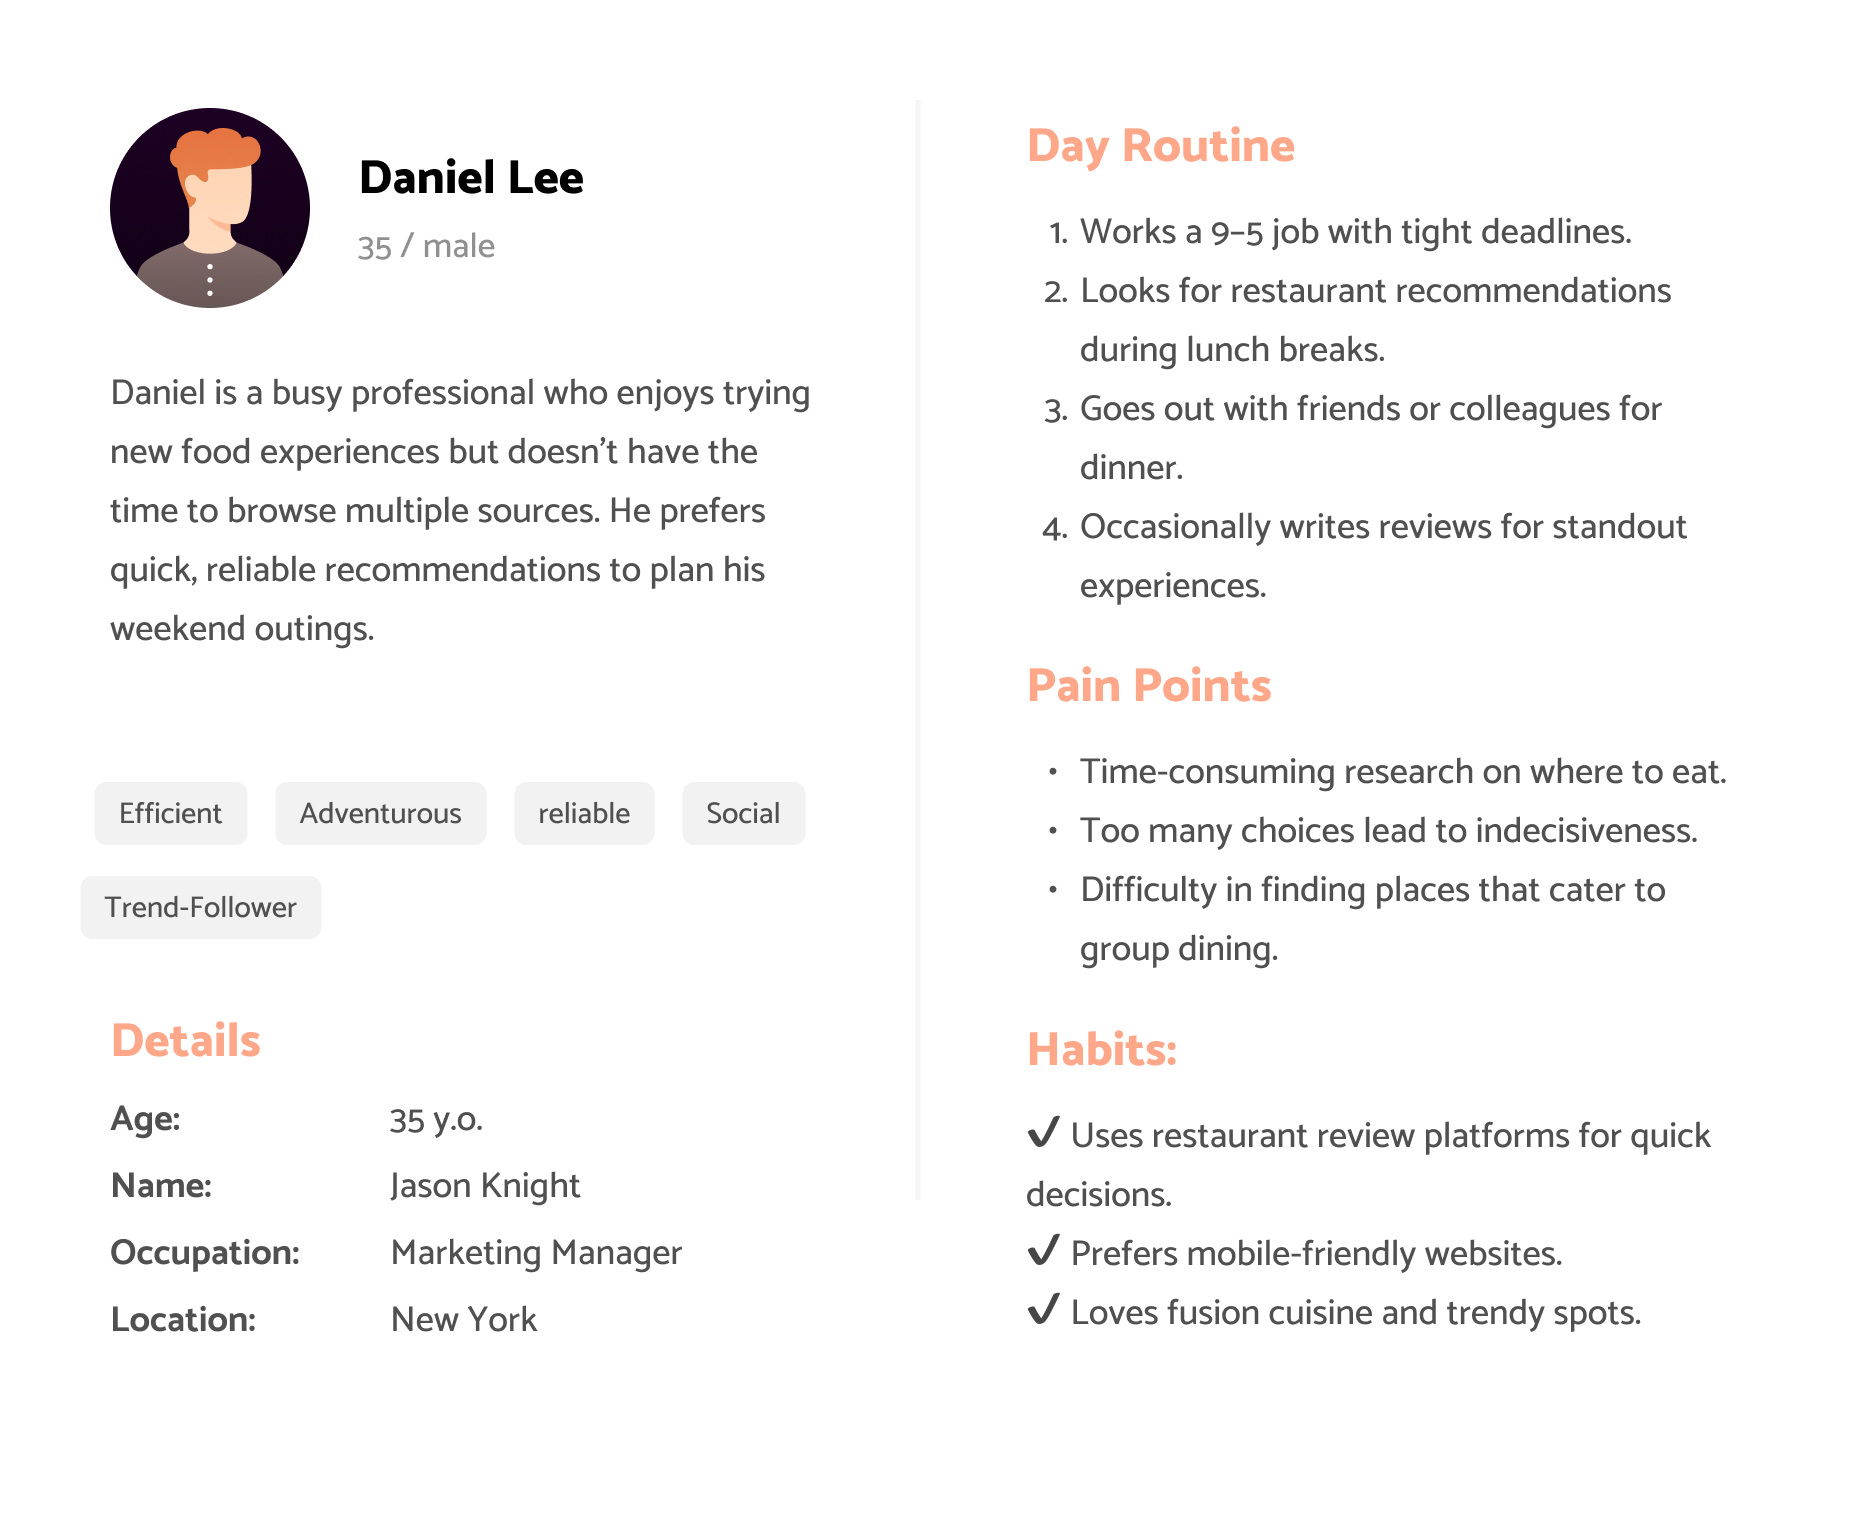 Daniel Lee
35 / male
Daniel is a busy professional who enjoys trying
new food experiences but doesn’t have the
time to browse multiple sources. He prefers
quick, reliable recommendations to plan his
weekend outings.
Efficient Adventurous reliable Social
Trend-Follower
Details
Age: 35 y.o.
Name: Jason Knight
Occupation: Marketing Manager
Location: New York
Day Routine
1. Works a 9–5 job with tight deadlines.
2. Looks for restaurant recommendations
during lunch breaks.
3. Goes out with friends or colleagues for
dinner.
4. Occasionally writes reviews for standout
experiences.
Pain Points
• Time-consuming research on where to eat.
• Too many choices lead to indecisiveness.
• Difficulty in finding places that cater to
group dining.
Habits:
✔ Uses restaurant review platforms for quick
decisions.
✔ Prefers mobile-friendly websites.
✔ Loves fusion cuisine and trendy spots.